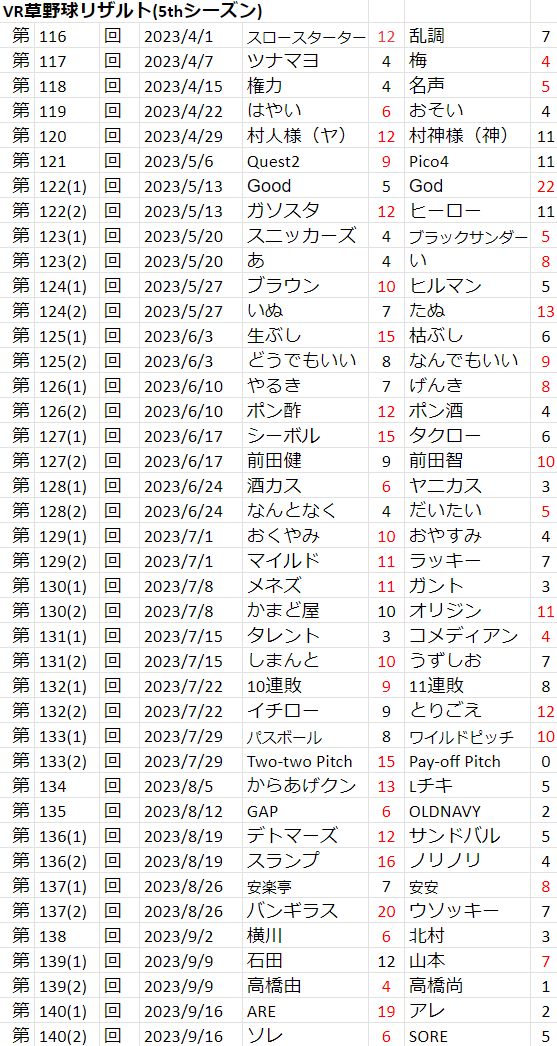 VR草野球リザルト(5thシーズン)
第 116 回 2023/4/1 スロースターター 12 乱調 7
第 117 回 2023/4/7 ツナマヨ 4 梅 4
第 118 回 2023/4/15 権力 4 名声 5
第 119 回 2023/4/22 はやい 6 おそい 4
第 120 回 2023/4/29 村人様（ヤ） 12 村神様（神） 11
第 121 回 2023/5/6 Quest2 9 Pico4 11
第 122(1) 回 2023/5/13 Good 5 God 22
第 122(2) 回 2023/5/13 ガソスタ 12 ヒーロー 11
第 123(1) 回 2023/5/20 スニッカーズ 4 ブラックサンダー 5
第 123(2) 回 2023/5/20 あ 4 い 8
第 124(1) 回 2023/5/27 ブラウン 10 ヒルマン 5
第 124(2) 回 2023/5/27 いぬ 7 たぬ 13
第 125(1) 回 2023/6/3 生ぶし 15 枯ぶし 6
第 125(2) 回 2023/6/3 どうでもいい 8 なんでもいい 9
第 126(1) 回 2023/6/10 やるき 7 げんき 8
第 126(2) 回 2023/6/10 ポン酢 12 ポン酒 4
第 127(1) 回 2023/6/17 シーボル 15 タクロー 6
第 127(2) 回 2023/6/17 前田健 9 前田智 10
第 128(1) 回 2023/6/24 酒カス 6 ヤニカス 3
第 128(2) 回 2023/6/24 なんとなく 4 だいたい 5
第 129(1) 回 2023/7/1 おくやみ 10 おやすみ 4
第 129(2) 回 2023/7/1 マイルド 11 ラッキー 7
第 130(1) 回 2023/7/8 メネズ 11 ガント 3
第 130(2) 回 2023/7/8 かまど屋 10 オリジン 11
第 131(1) 回 2023/7/15 タレント 3 コメディアン 4
第 131(2) 回 2023/7/15 しまんと 10 うずしお 7
第 132(1) 回 2023/7/22 10連敗 9 11連敗 8
第 132(2) 回 2023/7/22 イチロー 9 とりごえ 12
第 133(1) 回 2023/7/29 パスボール 8 ワイルドピッチ 10
第 133(2) 回 2023/7/29 Two-two Pitch 15 Pay-off Pitch 0
第 134 回 2023/8/5 からあげクン 13 Lチキ 5
第 135 回 2023/8/12 GAP 6 OLDNAVY 2
第 136(1) 回 2023/8/19 デトマーズ 12 サンドバル 5
第 136(2) 回 2023/8/19 スランプ 16 ノリノリ 4
第 137(1) 回 2023/8/26 安楽亭 7 安安 8
第 137(2) 回 2023/8/26 バンギラス 20 ウソッキー 7
第 138 回 2023/9/2 横川 6 北村 3
第 139(1) 回 2023/9/9 石田 12 山本 7
第 139(2) 回 2023/9/9 高橋由 4 高橋尚 1
第 140(1) 回 2023/9/16 ARE 19 アレ 2
第 140(2) 回 2023/9/16 ソレ 6 SORE 5